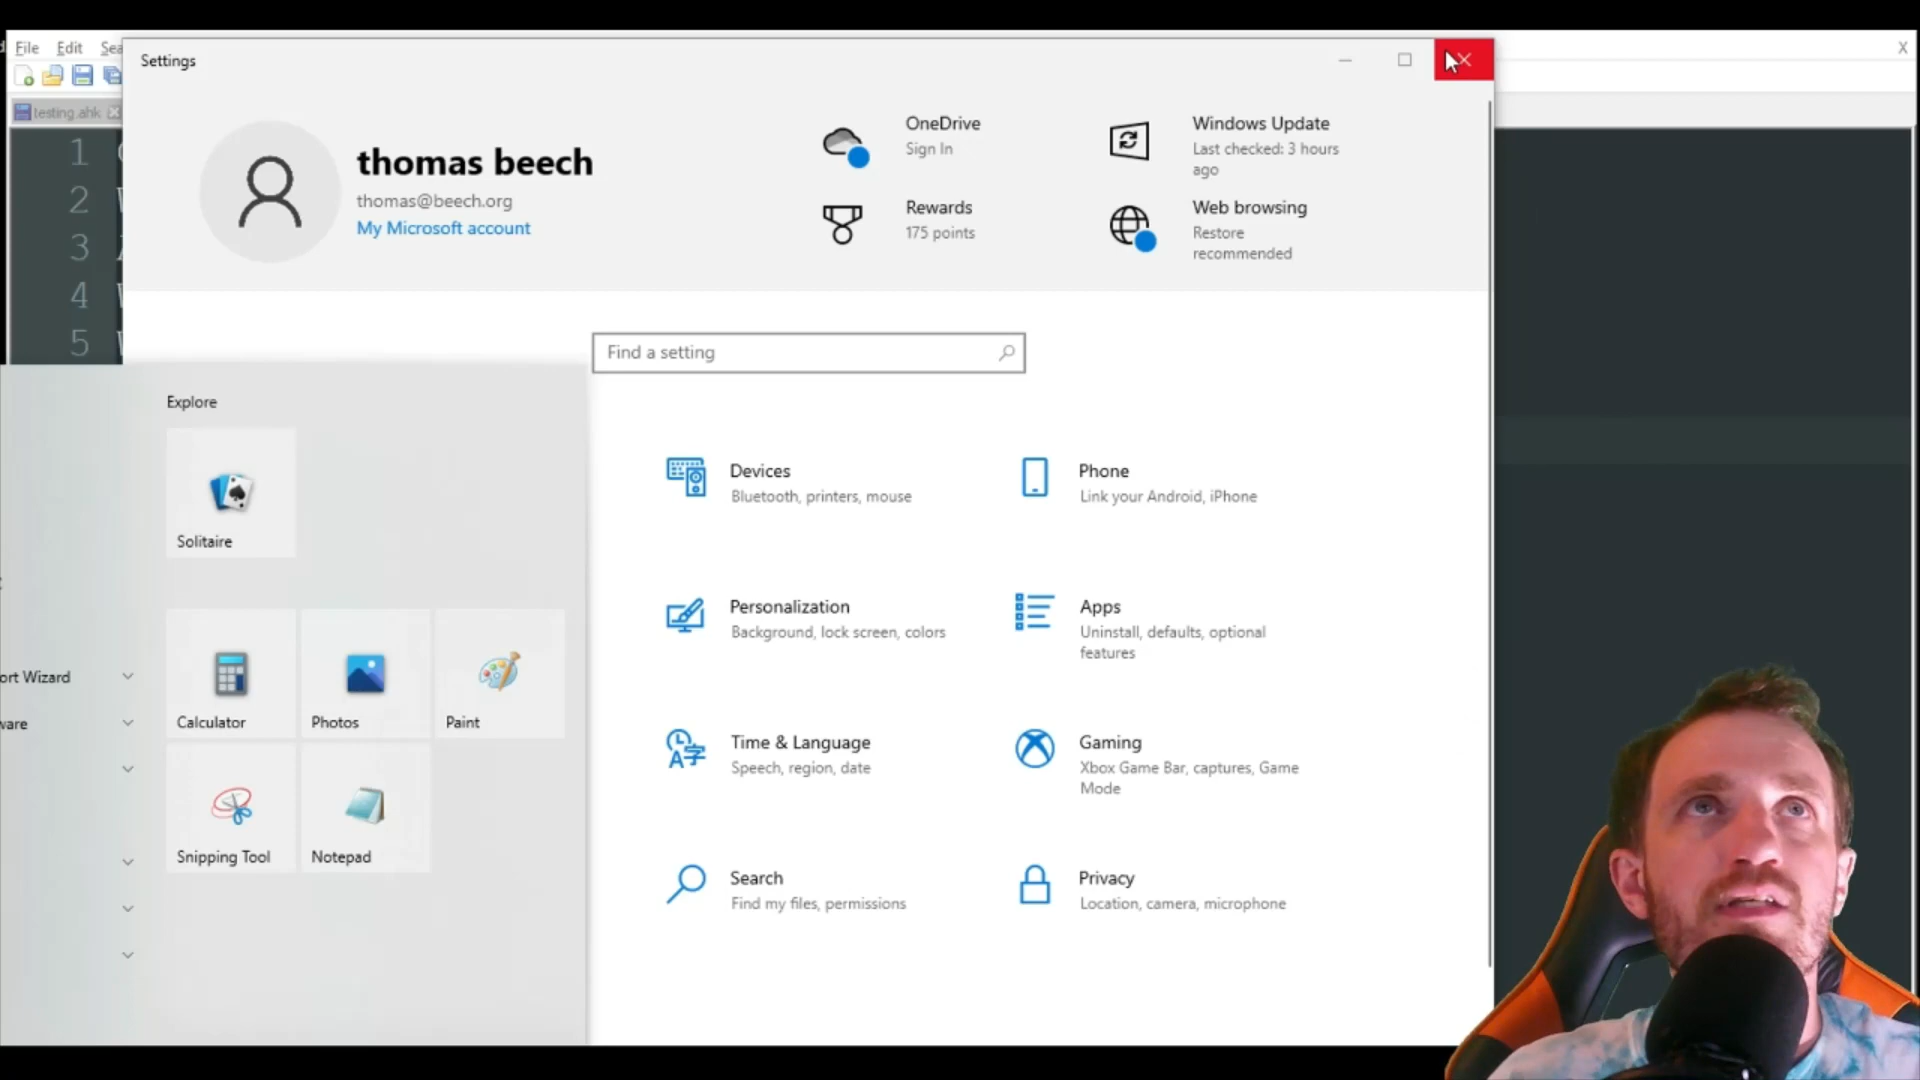 File Edit Sea
Settings
testing.ahk
1
2
3
4
5
thomas beech
thomas@beech.org
My Microsoft account
OneDrive
Sign In
Rewards
175 points
Windows Update
Last checked: 3 hours
ago
Web browsing
Restore
recommended
Find a setting
Explore
Solitaire
Calculator
Photos
Paint
Snipping Tool
Notepad
ort Wizard
ware
Devices
Bluetooth, printers, mouse
Phone
Link your Android, iPhone
Personalization
Background, lock screen, colors
Apps
Uninstall, defaults, optional
features
Time & Language
Speech, region, date
Gaming
Xbox Game Bar, captures, Game
Mode
Search
Find my files, permissions
Privacy
Location, camera, microphone